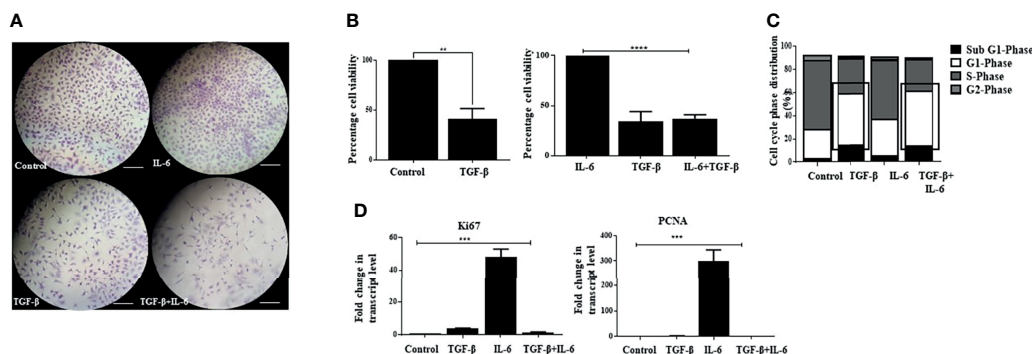 A
Control
IL-6
TGF-β
TGF-β+IL-6
B
Percentage cell viability
100
50
0
**
Control
TGF-β
Percentage cell viability
100
50
0
****
IL-6
TGF-β
IL-6+TGF-β
C
Cell cycle phase distribution
(%)
100
80
60
40
20
0
Control
TGF-β
IL-6
TGF-β+
IL-6
Sub G1-Phase
G1-Phase
S-Phase
G2-Phase
D
Ki67
Fold change in
transcript level
60
40
20
0
***
Control
TGF-β
IL-6
TGF-β+IL-6
PCNA
Fold change in
transcript level
400
300
200
100
0
***
Control
TGF-β
IL-6
TGF-β+IL-6